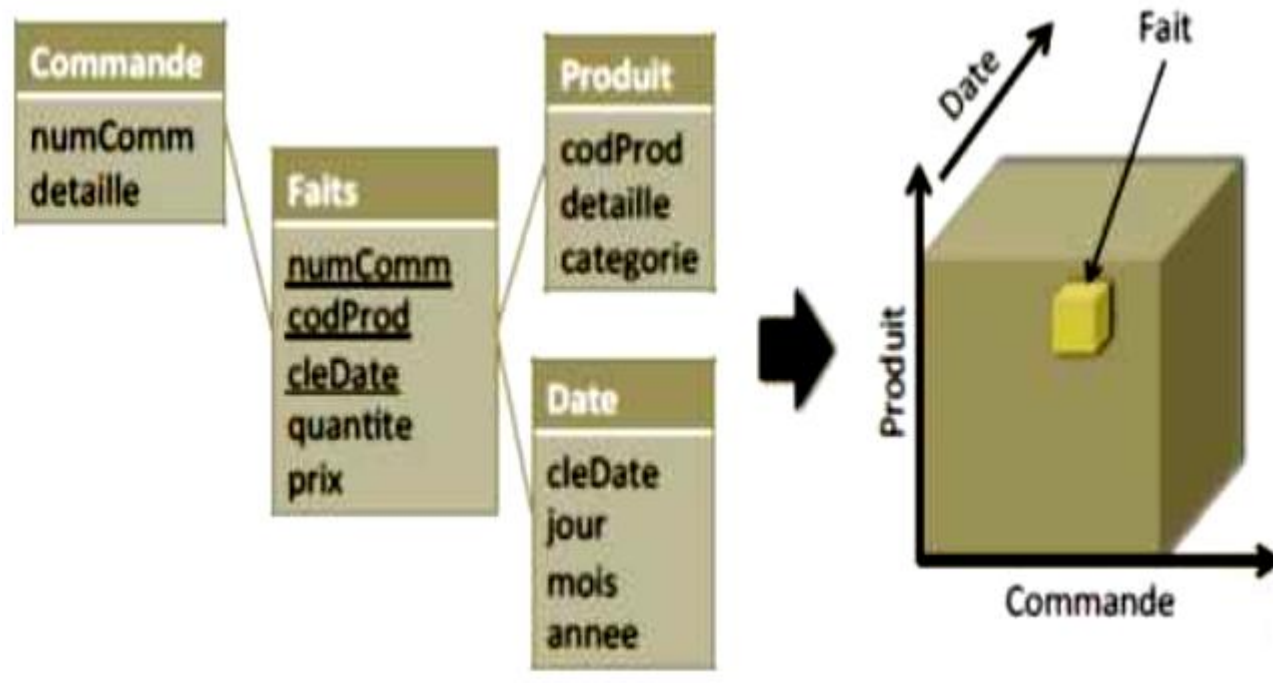 Commande
numComm
detaille
Faits
numComm
codProd
cleDate
quantite
prix
Produit
codProd
detaille
categorie
Date
cleDate
jour
mois
annee
Fait
Date
Produit
Commande